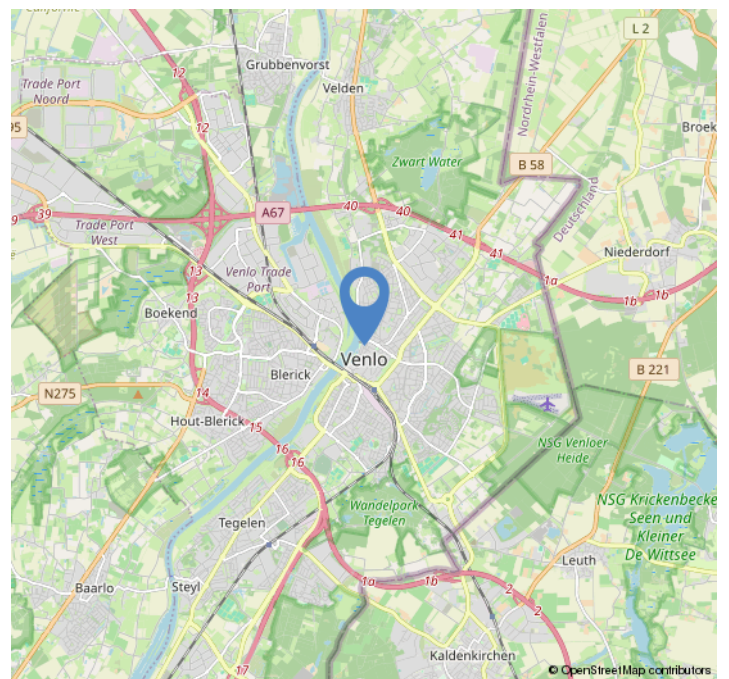 Grubbenvorst
L 2
12
Trade Port
Noord
Velden
Nordrhein-Westfalen
95
12
Broek
Zwart Water
B 58
39
A67
40
40
Deutschland
Trade Port
West
41
41
Niederdorf
13
Venlo Trade
Port
1a
1b
1b
13
Boekend
Venlo
B 221
Blerick
N275
14
Hout-Blerick
15
16
16
NSG Venloer
Heide
NSG Krickenbecke
Seen und
Kleiner
De Wittsee
Wandelpark
Tegelen
Tegelen
Leuth
1a
1b
2
2
Baarlo
Steyl
17
Kaldenkirchen
© OpenStreetMap contributors